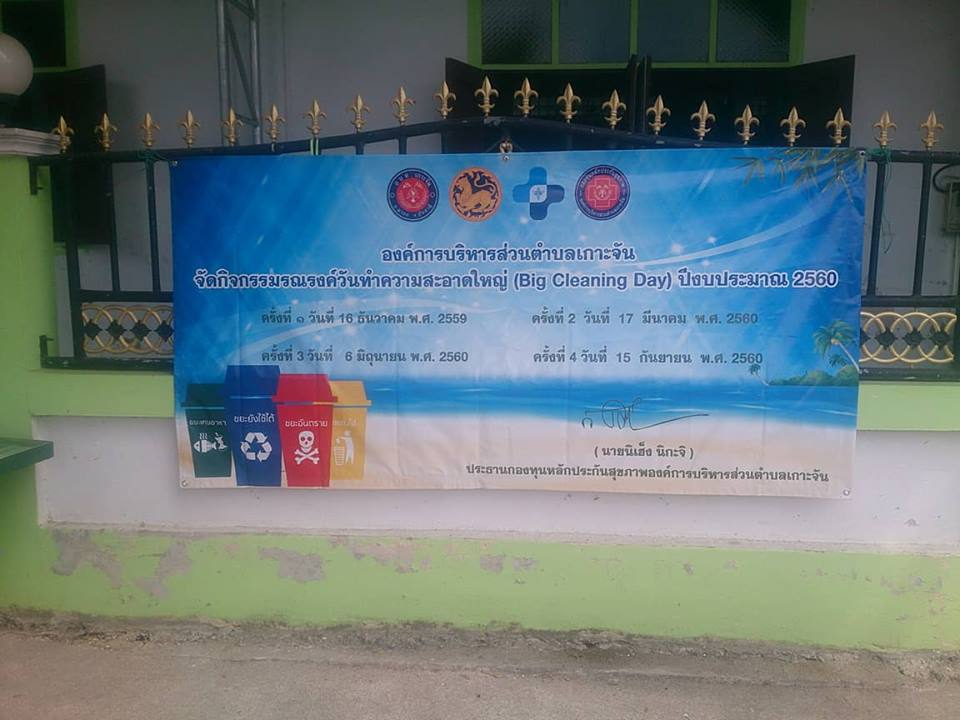 องค์การบริหารส่วนตำบลเกาะจัน
จัดกิจกรรมรณรงค์วันทำความสะอาดใหญ่ (Big Cleaning Day) ปีงบประมาณ 2560
ครั้งที่ ๑ วันที่ 16 ธันวาคม พ.ศ. 2559 ครั้งที่ 2 วันที่ 17 มีนาคม พ.ศ. 2560
ครั้งที่ 3 วันที่ 6 มิถุนายน พ.ศ. 2560 ครั้งที่ 4 วันที่ 15 กันยายน พ.ศ. 2560
ขยะเศษอาหาร ขยะยังใช้ได้ ขยะอันตราย
( นายนิเฮ็ง นิกะจิ )
ประธานกองทุนหลักประกันสุขภาพองค์การบริหารส่วนตำบลเกาะจัน